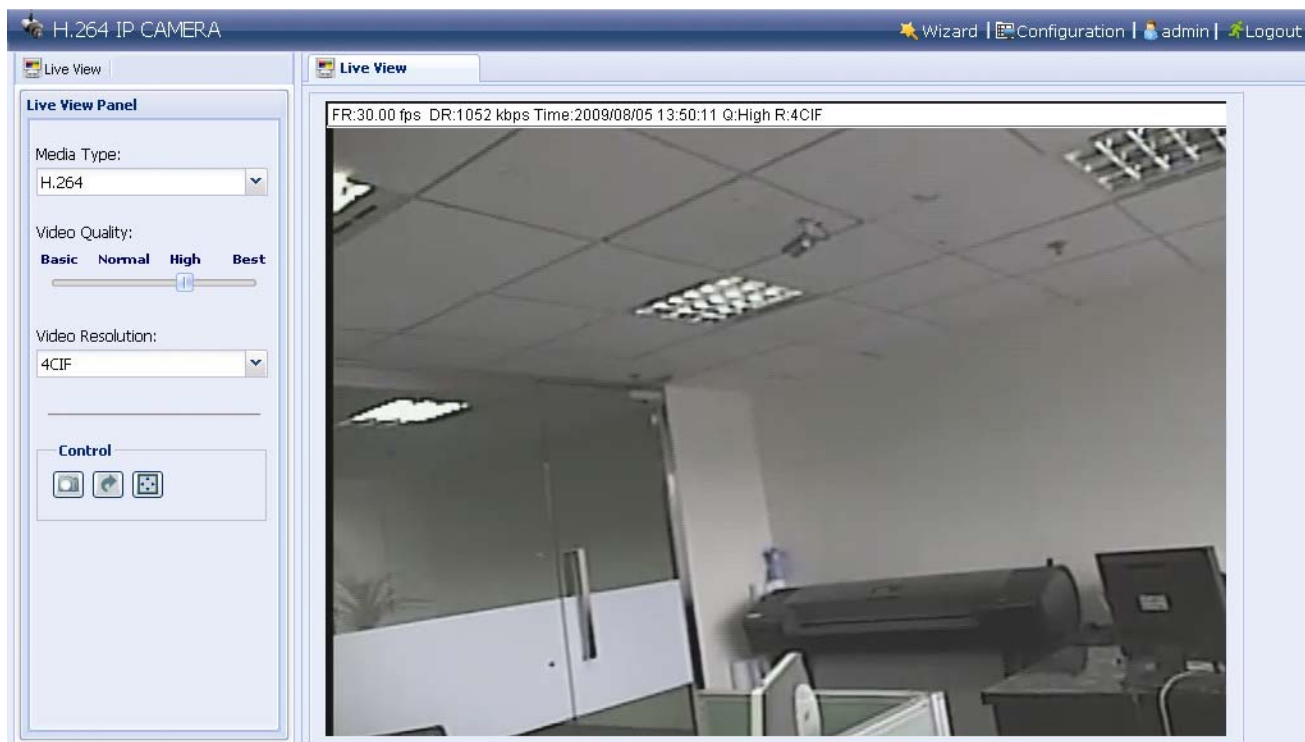 H.264 IP CAMERA
Wizard | Configuration | admin | Logout
Live View
Live View
Live View Panel
FR:30.00 fps DR:1052 kbps Time:2009/08/05 13:50:11 Q:High R:4CIF
Media Type:
H.264
Video Quality:
Basic Normal High Best
Video Resolution:
4CIF
Control